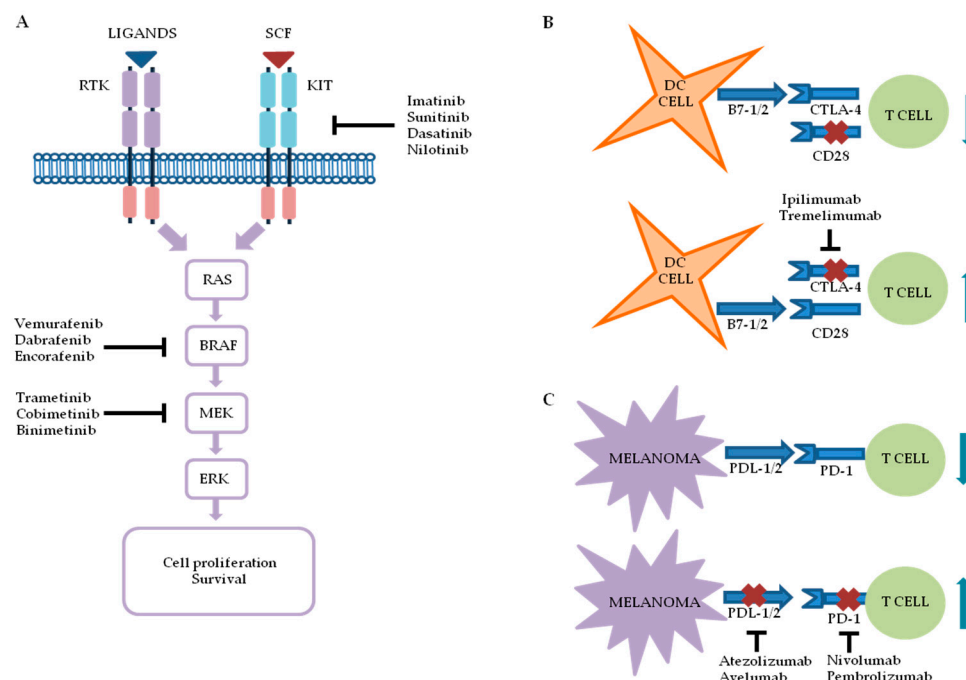 A
LIGANDS
SCF
RTK
KIT
Imatinib
Sunitinib
Dasatinib
Nilotinib
RAS
Vemurafenib
Dabrafenib
Encorafenib
BRAF
Trametinib
Cobimetinib
Binimetinib
MEK
ERK
Cell proliferation
Survival
B
DC
CELL
B7-1/2
CTLA-4
CD28
T CELL
Ipilimumab
Tremelimumab
DC
CELL
B7-1/2
CTLA-4
CD28
T CELL
C
MELANOMA
PDL-1/2
PD-1
T CELL
MELANOMA
PDL-1/2
PD-1
T CELL
Atezolizumab
Avelumab
Nivolumab
Pembrolizumab